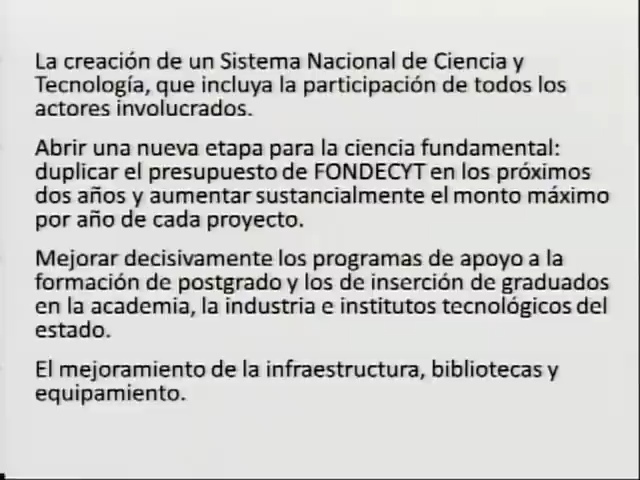 La creación de un Sistema Nacional de Ciencia y
Tecnología, que incluya la participación de todos los
actores involucrados.
Abrir una nueva etapa para la ciencia fundamental:
duplicar el presupuesto de FONDECYT en los próximos
dos años y aumentar sustancialmente el monto máximo
por año de cada proyecto.
Mejorar decisivamente los programas de apoyo a la
formación de postgrado y los de inserción de graduados
en la academia, la industria e institutos tecnológicos del
estado.
El mejoramiento de la infraestructura, bibliotecas y
equipamiento.